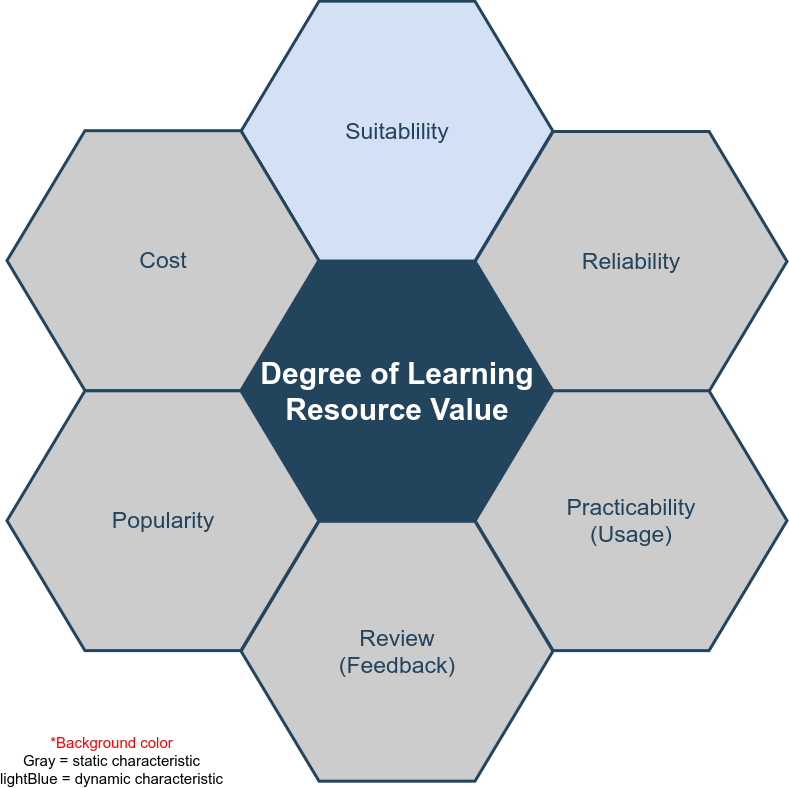 Suitablility
Cost
Reliability
Degree of Learning
Resource Value
Popularity
Practicability
(Usage)
Review
(Feedback)
*Background color
Gray = static characteristic
lightBlue = dynamic characteristic